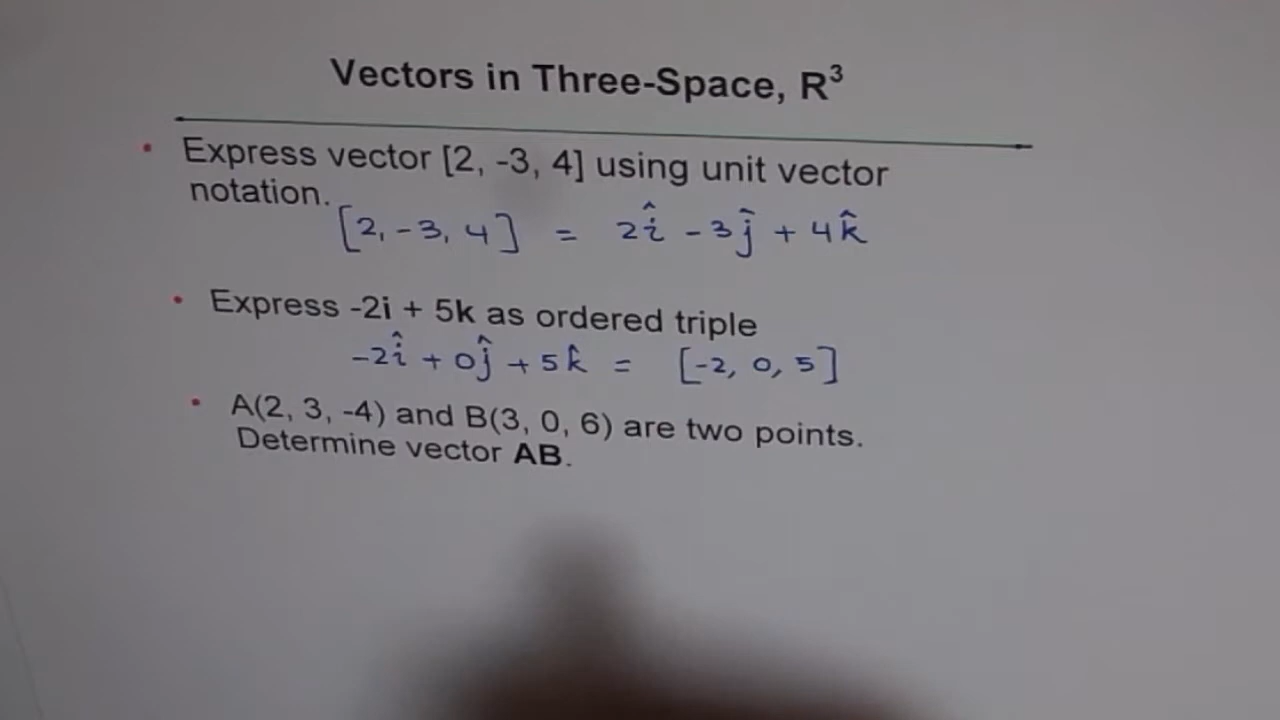 Vectors in Three-Space, R³
• Express vector [2, -3, 4] using unit vector
notation.
[2, -3, 4] = 2î - 3ĵ + 4k̂
• Express -2i + 5k as ordered triple
-2î + 0ĵ + 5k̂ = [-2, 0, 5]
• A(2, 3, -4) and B(3, 0, 6) are two points.
Determine vector AB.